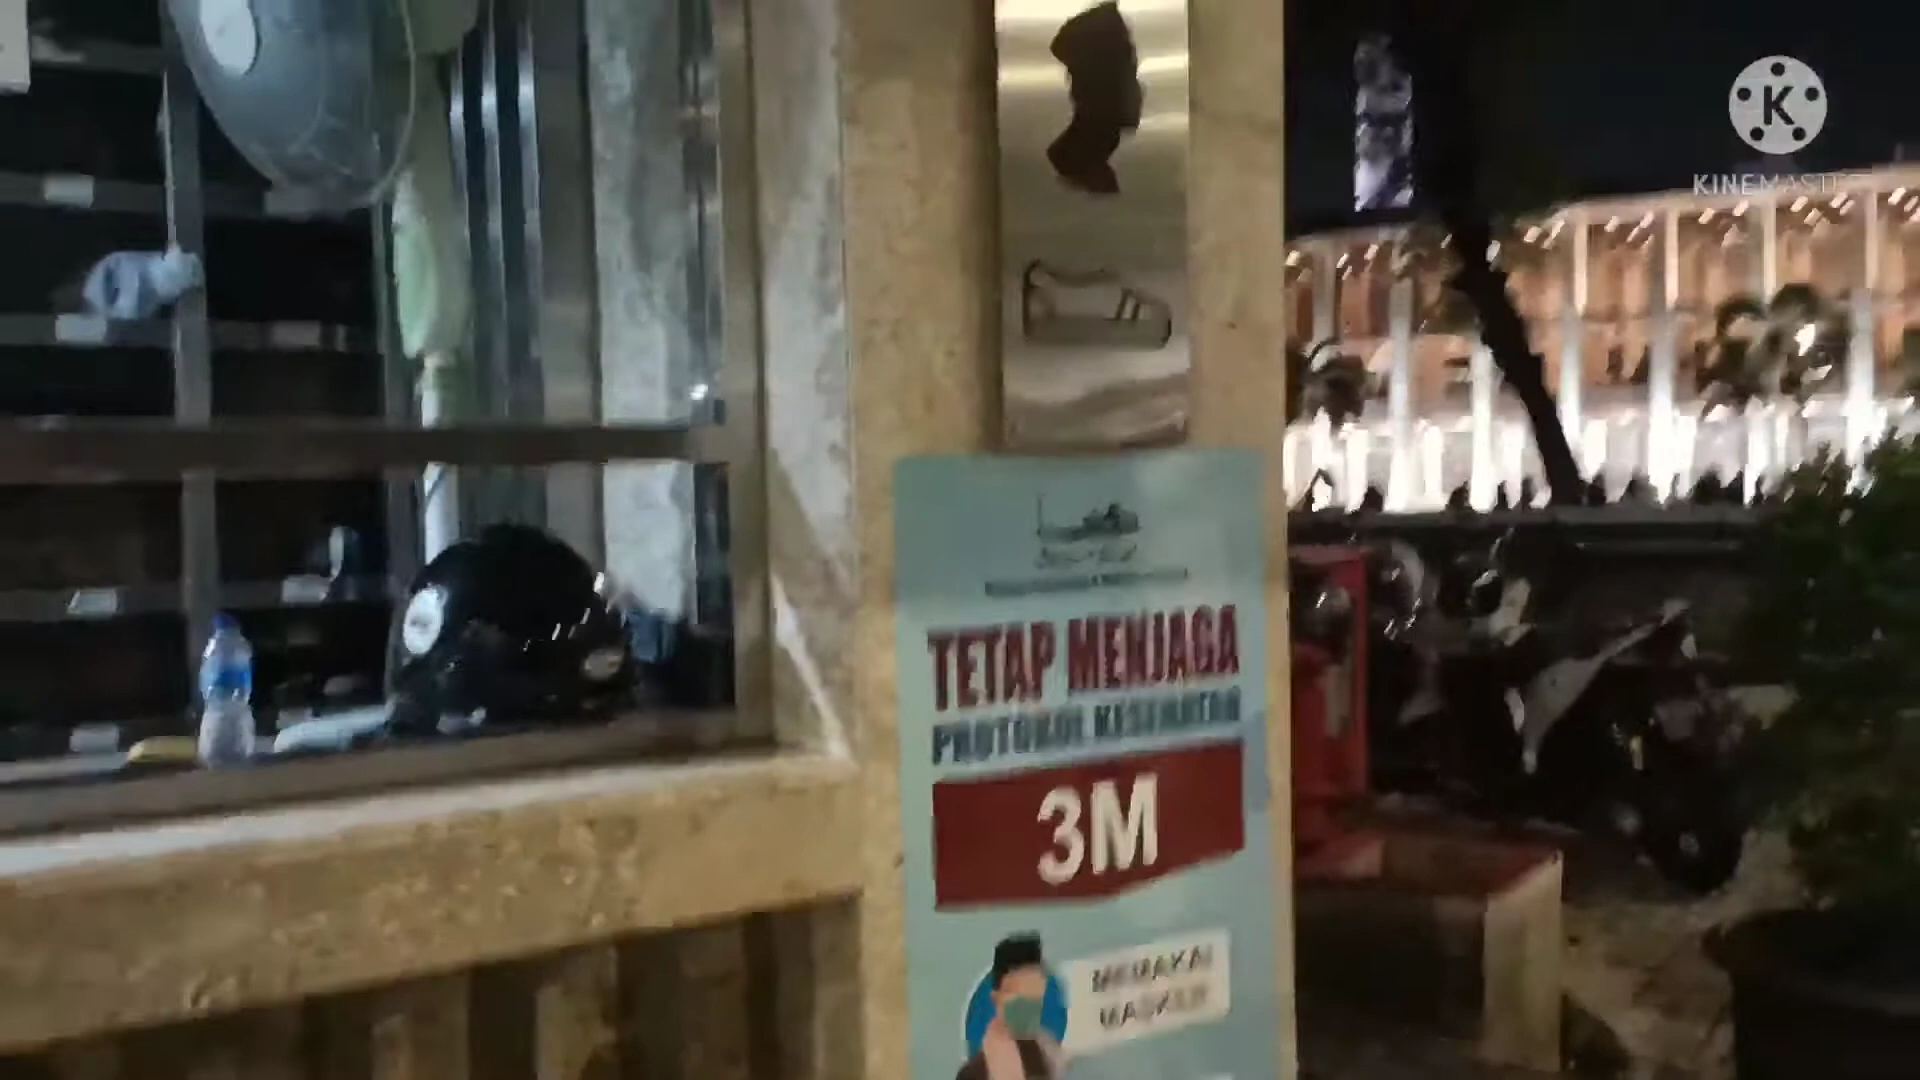 K
KINEMASTER
TETAP MENJAGA
PROTOKOL KESEHATAN
3M
MEMAKAI
MASKER